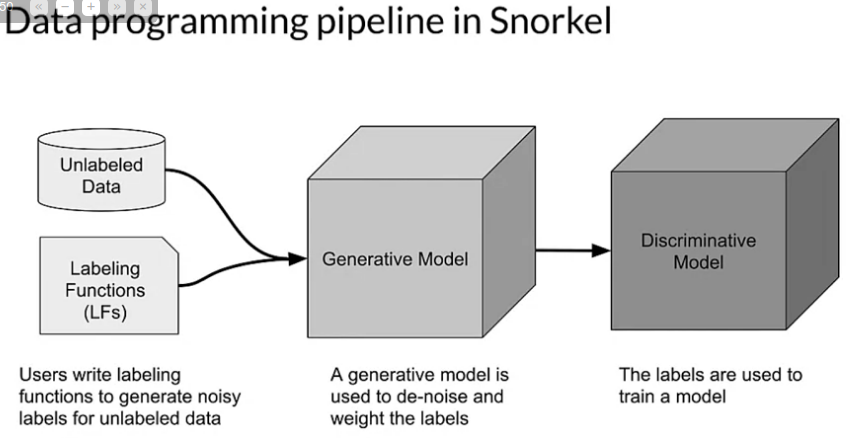 Data programming pipeline in Snorkel
Unlabeled
Data
Labeling
Functions
(LFs)
Generative Model
Discriminative
Model
Users write labeling
functions to generate noisy
labels for unlabeled data
A generative model is
used to de-noise and
weight the labels
The labels are used to
train a model